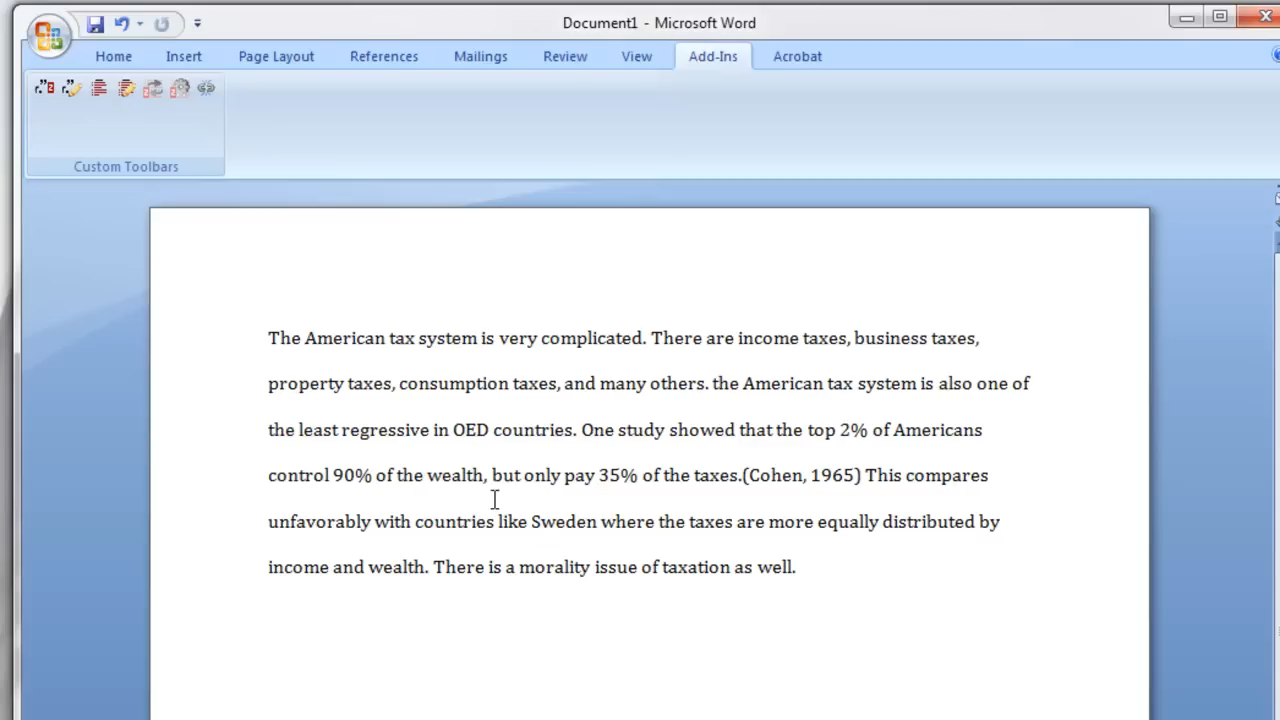 Document1 - Microsoft Word
Home Insert Page Layout References Mailings Review View Add-Ins Acrobat
Custom Toolbars
The American tax system is very complicated. There are income taxes, business taxes,
property taxes, consumption taxes, and many others. the American tax system is also one of
the least regressive in OED countries. One study showed that the top 2% of Americans
control 90% of the wealth, but only pay 35% of the taxes.(Cohen, 1965) This compares
unfavorably with countries like Sweden where the taxes are more equally distributed by
income and wealth. There is a morality issue of taxation as well.